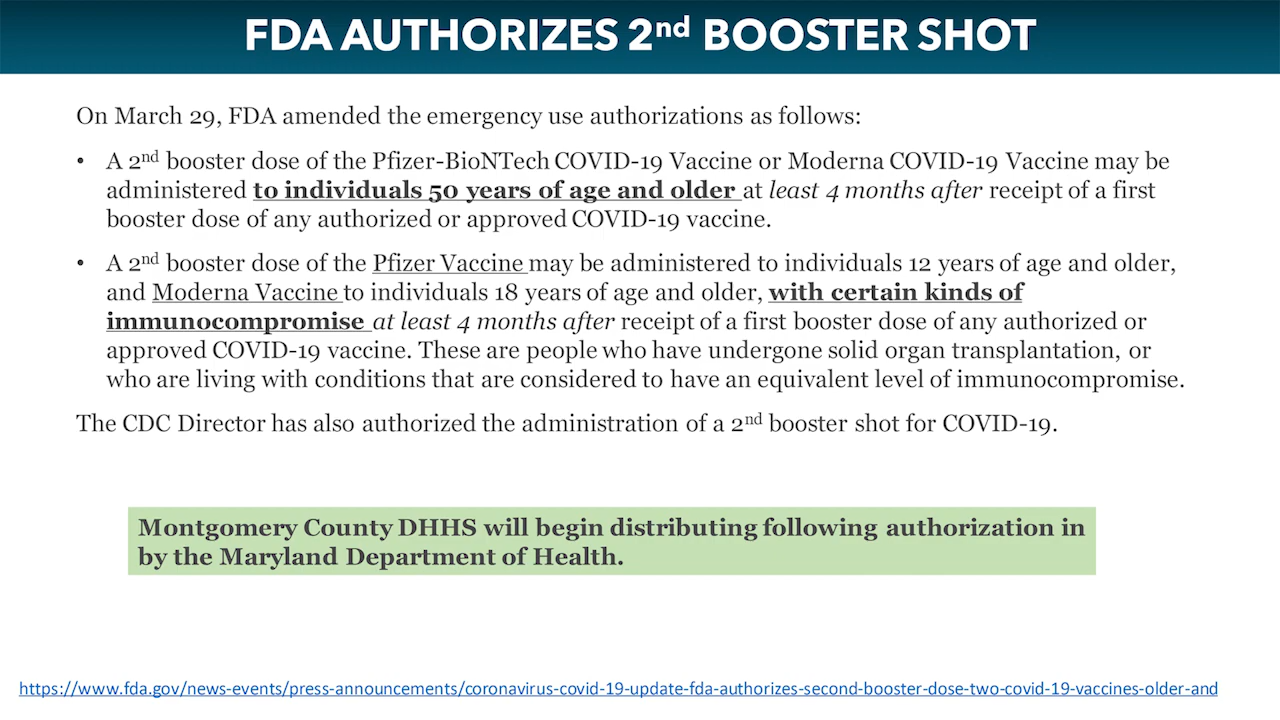 FDA AUTHORIZES 2nd BOOSTER SHOT
On March 29, FDA amended the emergency use authorizations as follows:
• A 2nd booster dose of the Pfizer-BioNTech COVID-19 Vaccine or Moderna COVID-19 Vaccine may be
administered to individuals 50 years of age and older at least 4 months after receipt of a first
booster dose of any authorized or approved COVID-19 vaccine.
• A 2nd booster dose of the Pfizer Vaccine may be administered to individuals 12 years of age and older,
and Moderna Vaccine to individuals 18 years of age and older, with certain kinds of
immunocompromise at least 4 months after receipt of a first booster dose of any authorized or
approved COVID-19 vaccine. These are people who have undergone solid organ transplantation, or
who are living with conditions that are considered to have an equivalent level of immunocompromise.
The CDC Director has also authorized the administration of a 2nd booster shot for COVID-19.
Montgomery County DHHS will begin distributing following authorization in
by the Maryland Department of Health.
https://www.fda.gov/news-events/press-announcements/coronavirus-covid-19-update-fda-authorizes-second-booster-dose-two-covid-19-vaccines-older-and